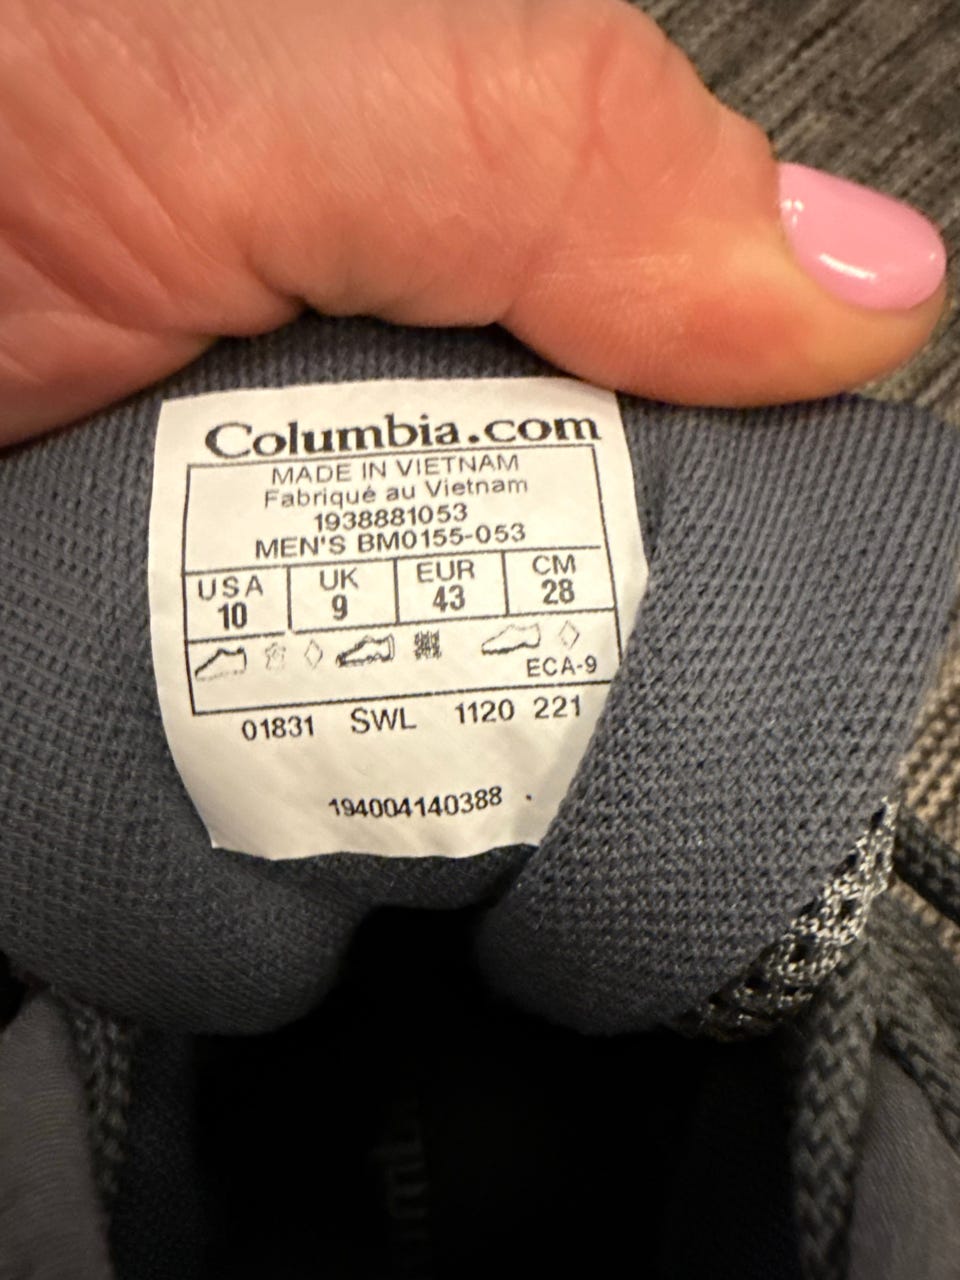 Columbia.com
MADE IN VIETNAM
Fabriqué au Vietnam
1938881053
MEN'S BM0155-053
USA UK EUR CM
10 9 43 28
ECA-9
01831 SWL 1120 221
194004140388